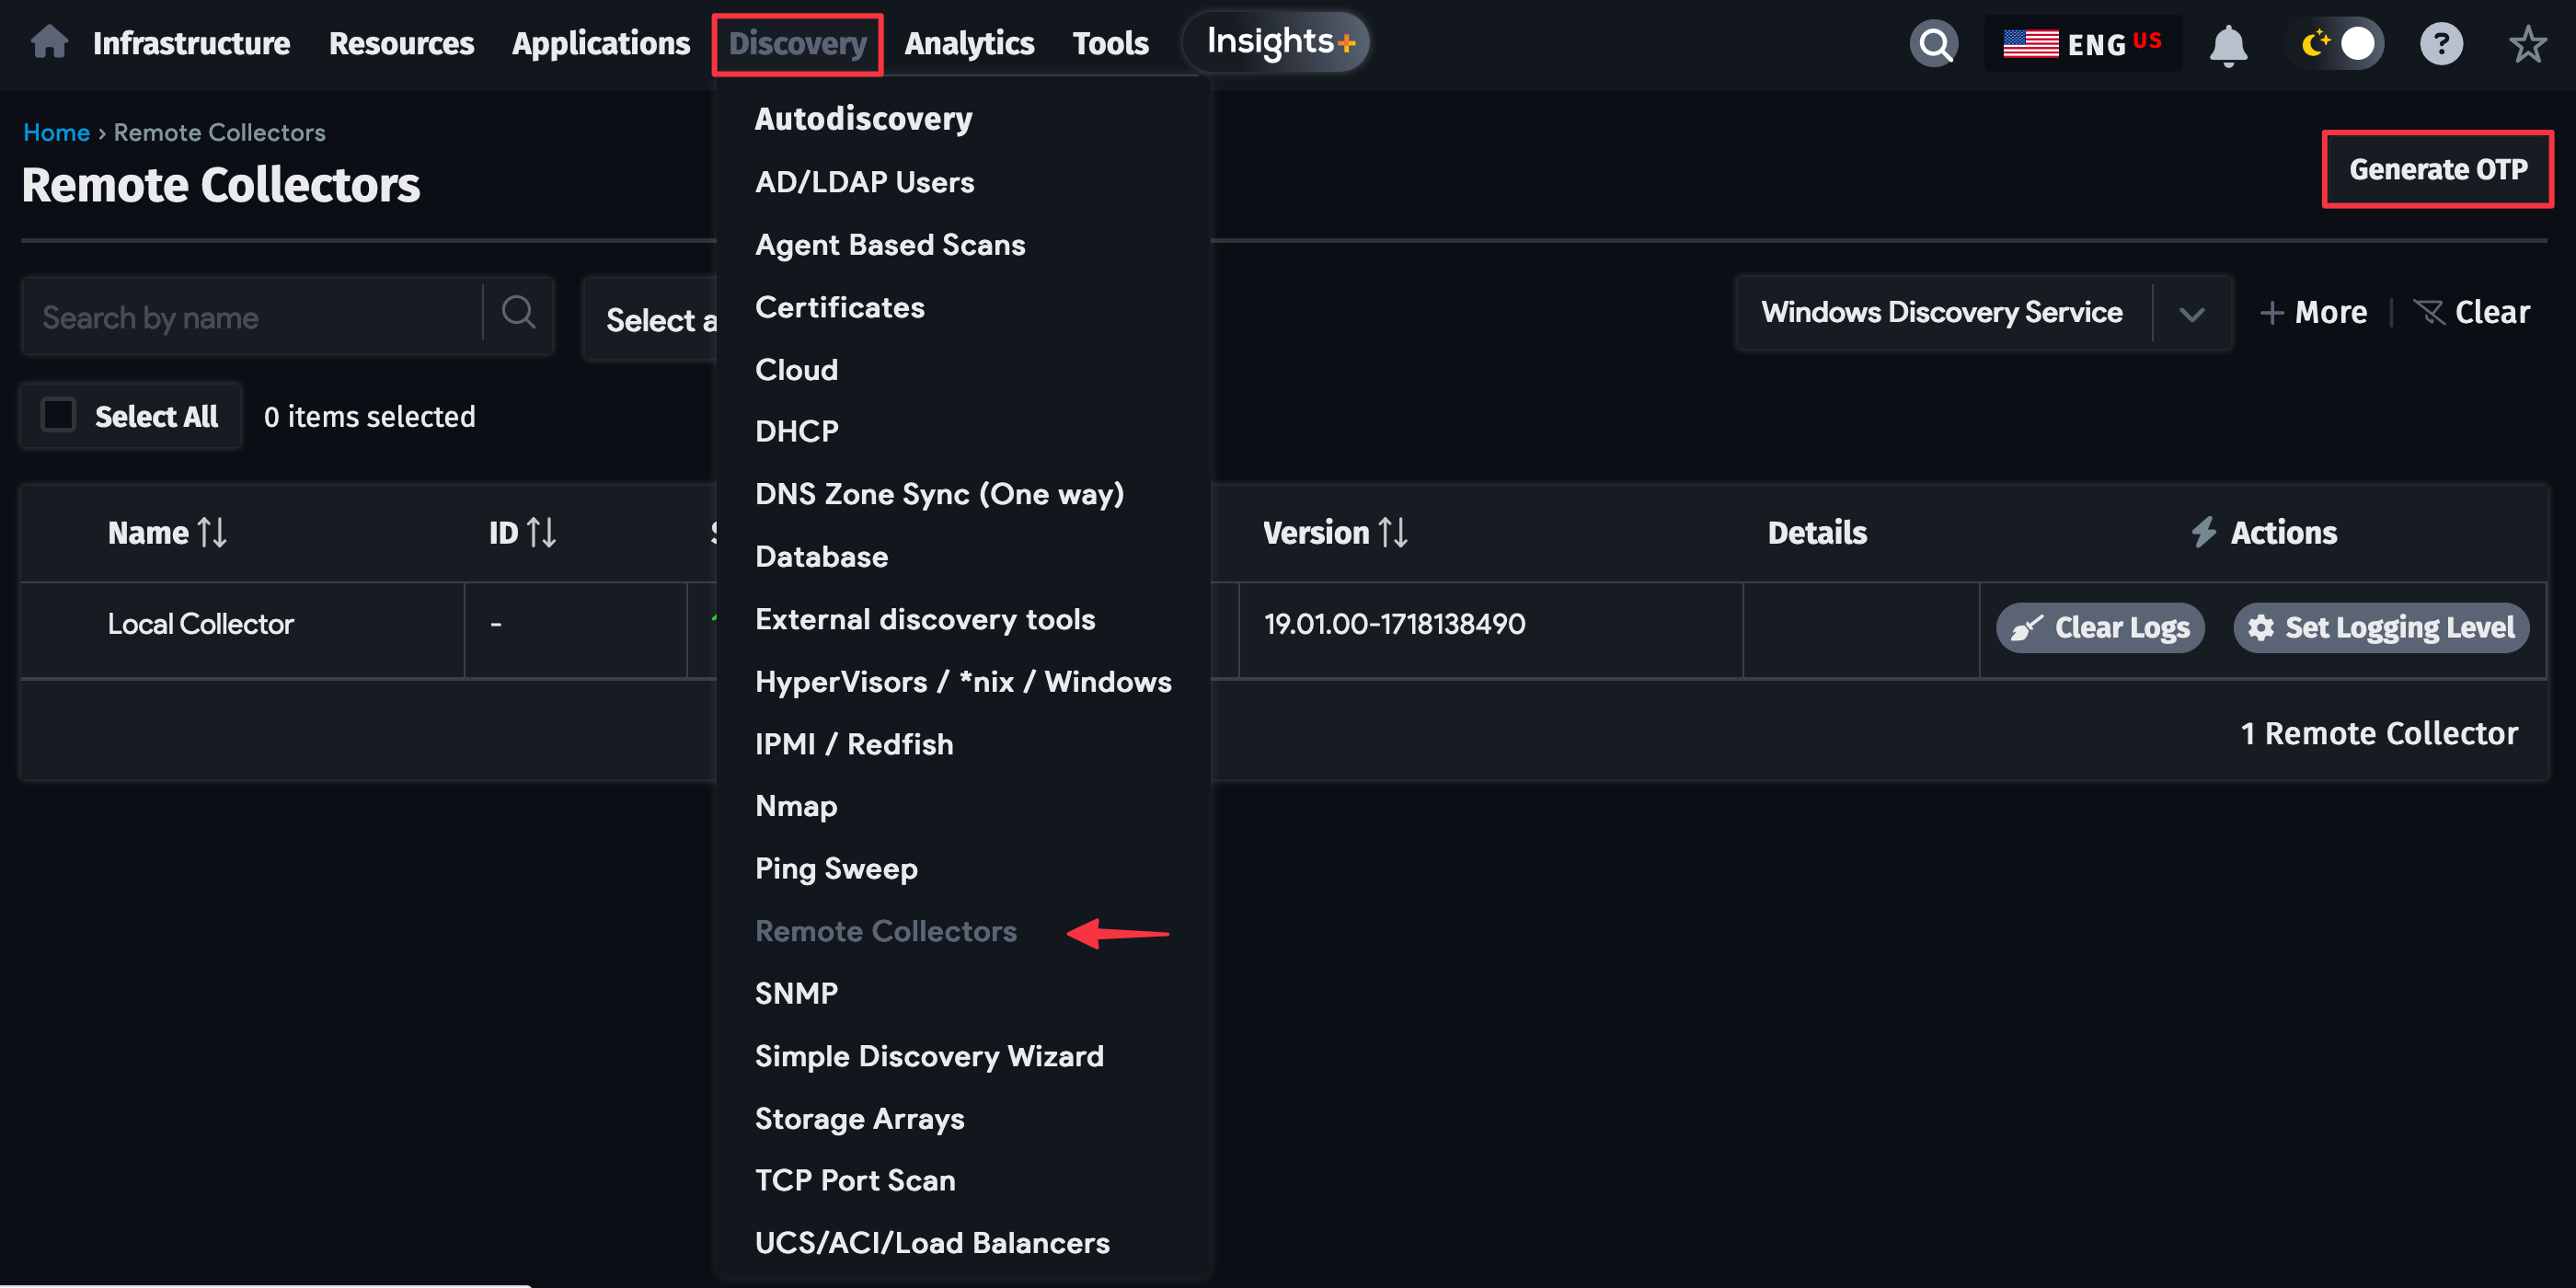 Infrastructure Resources Applications Discovery Analytics Tools Insights+ ENG US ?
Home › Remote Collectors
Remote Collectors
Generate OTP
Autodiscovery
AD/LDAP Users
Agent Based Scans
Certificates
Cloud
DHCP
DNS Zone Sync (One way)
Database
External discovery tools
HyperVisors / *nix / Windows
IPMI / Redfish
Nmap
Ping Sweep
Remote Collectors
SNMP
Simple Discovery Wizard
Storage Arrays
TCP Port Scan
UCS/ACI/Load Balancers
Search by name
Select
Windows Discovery Service
+ More
Clear
Select All
0 items selected
Name ID Version Details Actions
Local Collector - 19.01.00-1718138490 Clear Logs Set Logging Level
1 Remote Collector